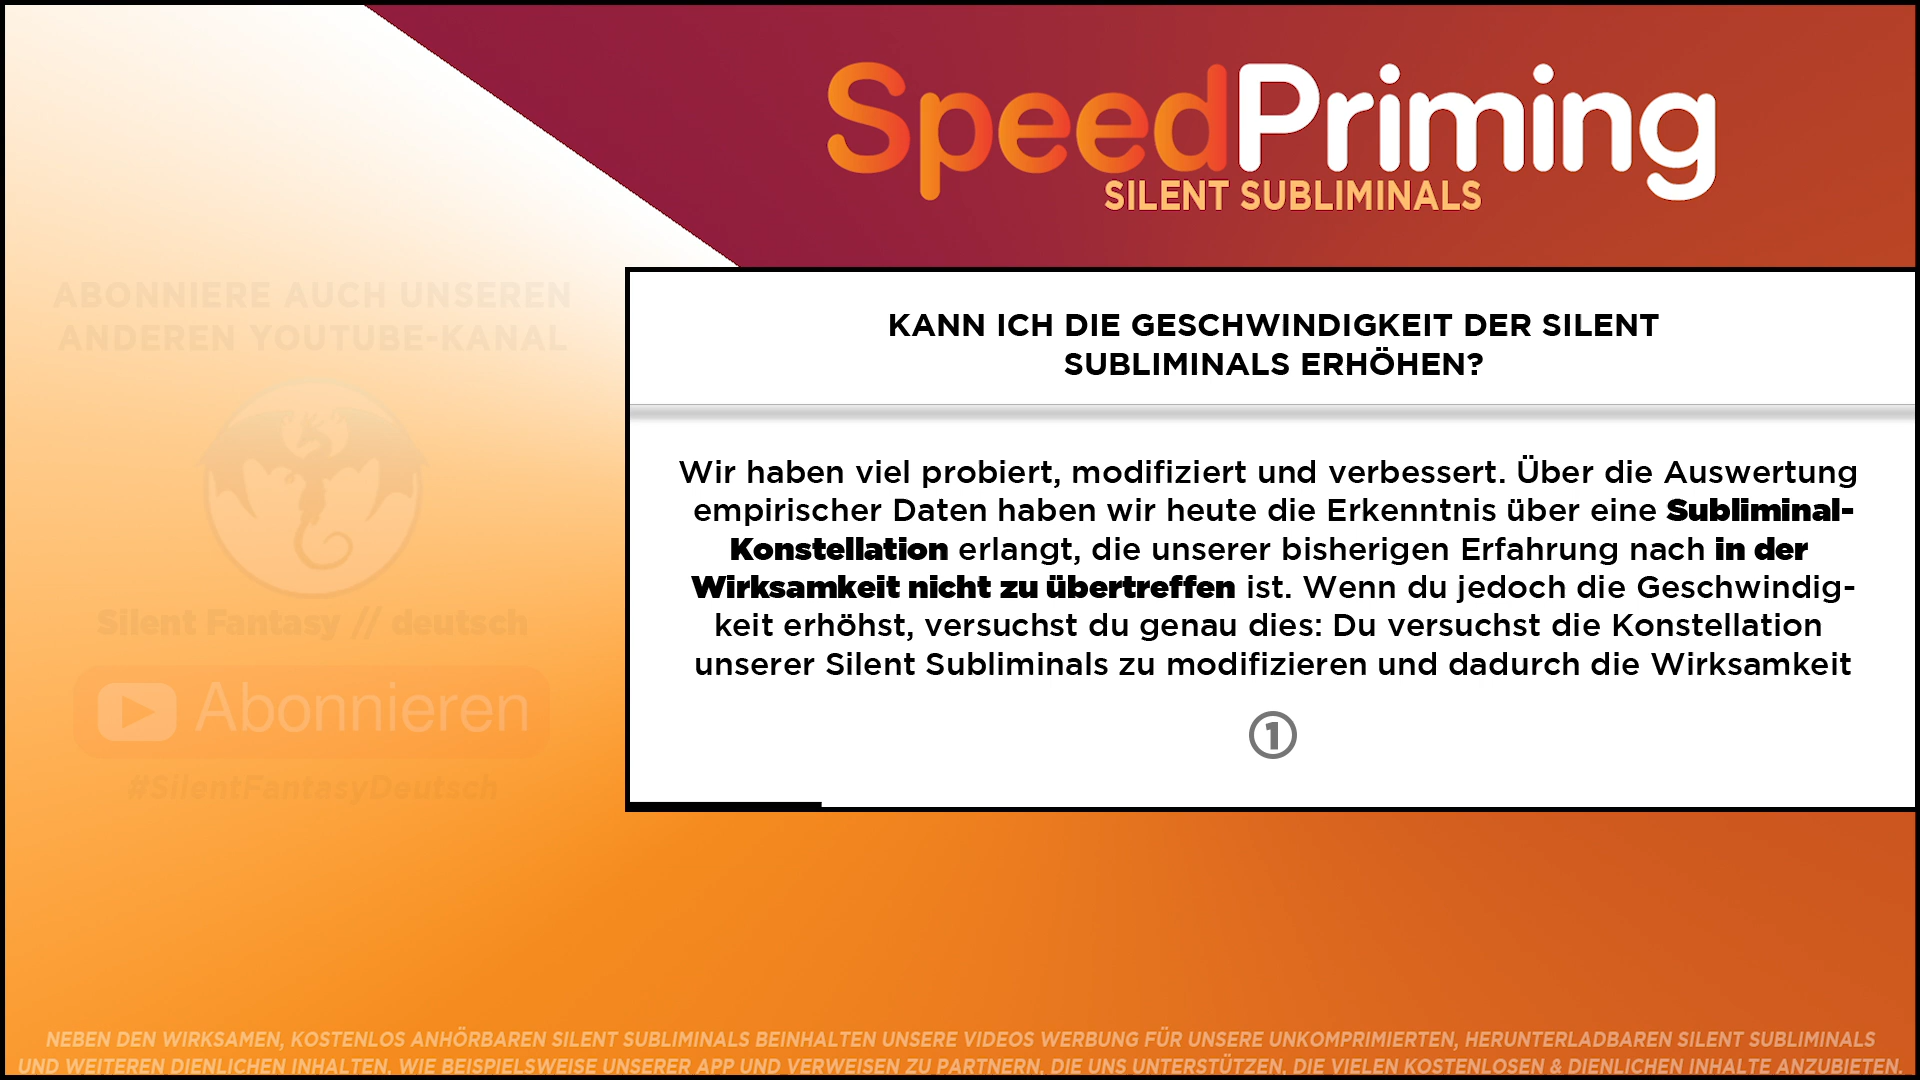 SpeedPriming
SILENT SUBLIMINALS
ABONNIERE AUCH UNSEREN
ANDEREN YOUTUBE-KANAL
Silent Fantasy // deutsch
Abonnieren
#SilentFantasyDeutsch
KANN ICH DIE GESCHWINDIGKEIT DER SILENT
SUBLIMINALS ERHÖHEN?
Wir haben viel probiert, modifiziert und verbessert. Über die Auswertung
empirischer Daten haben wir heute die Erkenntnis über eine Subliminal-
Konstellation erlangt, die unserer bisherigen Erfahrung nach in der
Wirksamkeit nicht zu übertreffen ist. Wenn du jedoch die Geschwindig-
keit erhöhst, versuchst du genau dies: Du versuchst die Konstellation
unserer Silent Subliminals zu modifizieren und dadurch die Wirksamkeit
1
NEBEN DEN WIRKSAMEN, KOSTENLOS ANHÖRBAREN SILENT SUBLIMINALS BEINHALTEN UNSERE VIDEOS WERBUNG FÜR UNSERE UNKOMPRIMIERTEN, HERUNTERLADBAREN SILENT SUBLIMINALS
UND WEITEREN DIENLICHEN INHALTEN, WIE BEISPIELSWEISE UNSERER APP UND VERWEISEN ZU PARTNERN, DIE UNS UNTERSTÜTZEN, DIE VIELEN KOSTENLOSEN & DIENLICHEN INHALTE ANZUBIETEN.